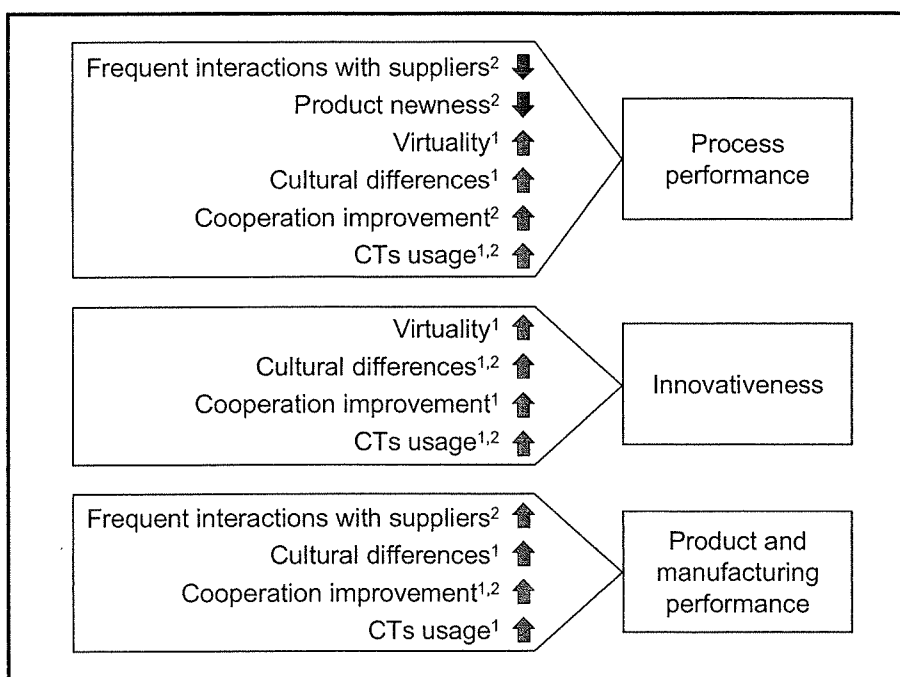 Frequent interactions with suppliers²
Product newness²
Virtuality¹
Cultural differences¹
Cooperation improvement²
CTs usage¹,²
Process
performance
Virtuality¹
Cultural differences¹,²
Cooperation improvement¹
CTs usage¹,²
Innovativeness
Frequent interactions with suppliers²
Cultural differences¹
Cooperation improvement¹,²
CTs usage¹
Product and
manufacturing
performance